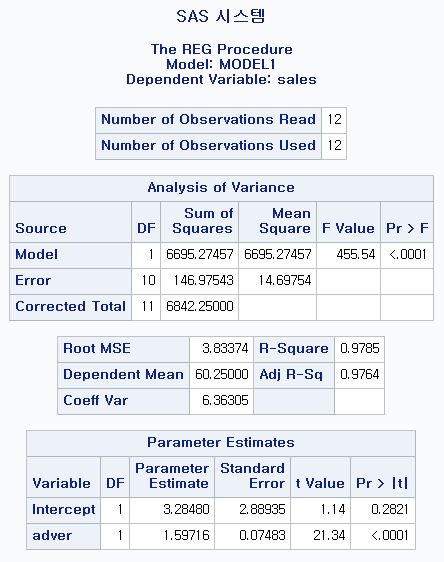 SAS 시스템
The REG Procedure
Model: MODEL1
Dependent Variable: sales
Number of Observations Read 12
Number of Observations Used 12
Analysis of Variance
Source DF Sum of Squares Mean Square F Value Pr > F
Model 1 6695.27457 6695.27457 455.54 <.0001
Error 10 146.97543 14.69754
Corrected Total 11 6842.25000
Root MSE 3.83374 R-Square 0.9785
Dependent Mean 60.25000 Adj R-Sq 0.9764
Coeff Var 6.36305
Parameter Estimates
Variable DF Parameter Estimate Standard Error t Value Pr > |t|
Intercept 1 3.28480 2.88935 1.14 0.2821
adver 1 1.59716 0.07483 21.34 <.0001